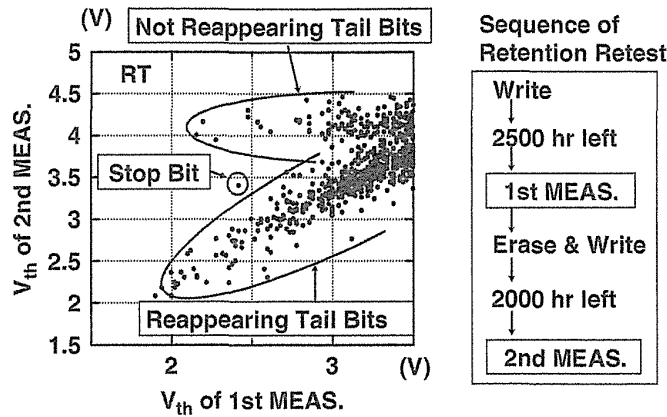 (V)
Not Reappearing Tail Bits
5
RT
4.5
4
Stop Bit
3.5
3
2.5
2
Reappearing Tail Bits
1.5
2
3
(V)
Vth of 2nd MEAS.
Vth of 1st MEAS.
Sequence of
Retention Retest
Write
2500 hr left
1st MEAS.
Erase & Write
2000 hr left
2nd MEAS.